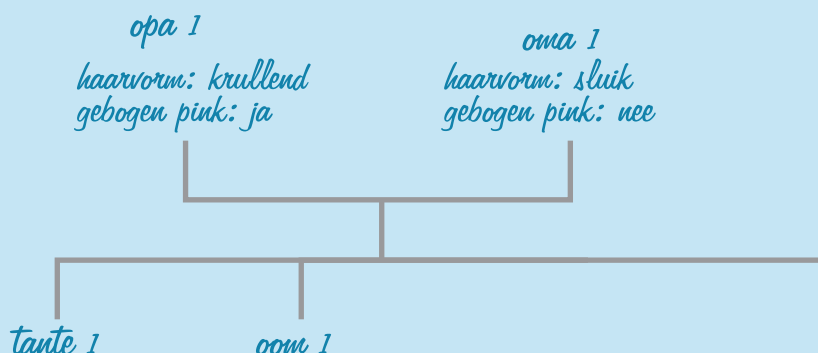 opa 1
oma 1
haarvorm: krullend
gebogen pink: ja
haarvorm: sluik
gebogen pink: nee
tante 1
oom 1